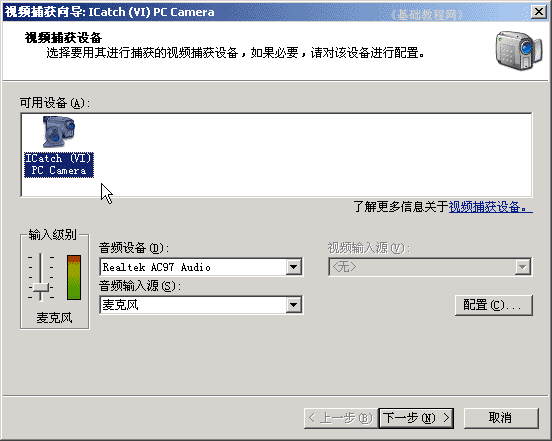 视频捕获向导: ICatch (VI) PC Camera
《基础教程网》
视频捕获设备
选择要用其进行捕获的视频捕获设备，如果必要，请对该设备进行配置。
可用设备(A):
ICatch (VI)
PC Camera
了解更多信息关于视频捕获设备。
输入级别
麦克风
音频设备(D):
Realtek AC97 Audio
音频输入源(S):
麦克风
视频输入源(V):
<无>
配置(C)...
< 上一步(B)
下一步(N) >
取消